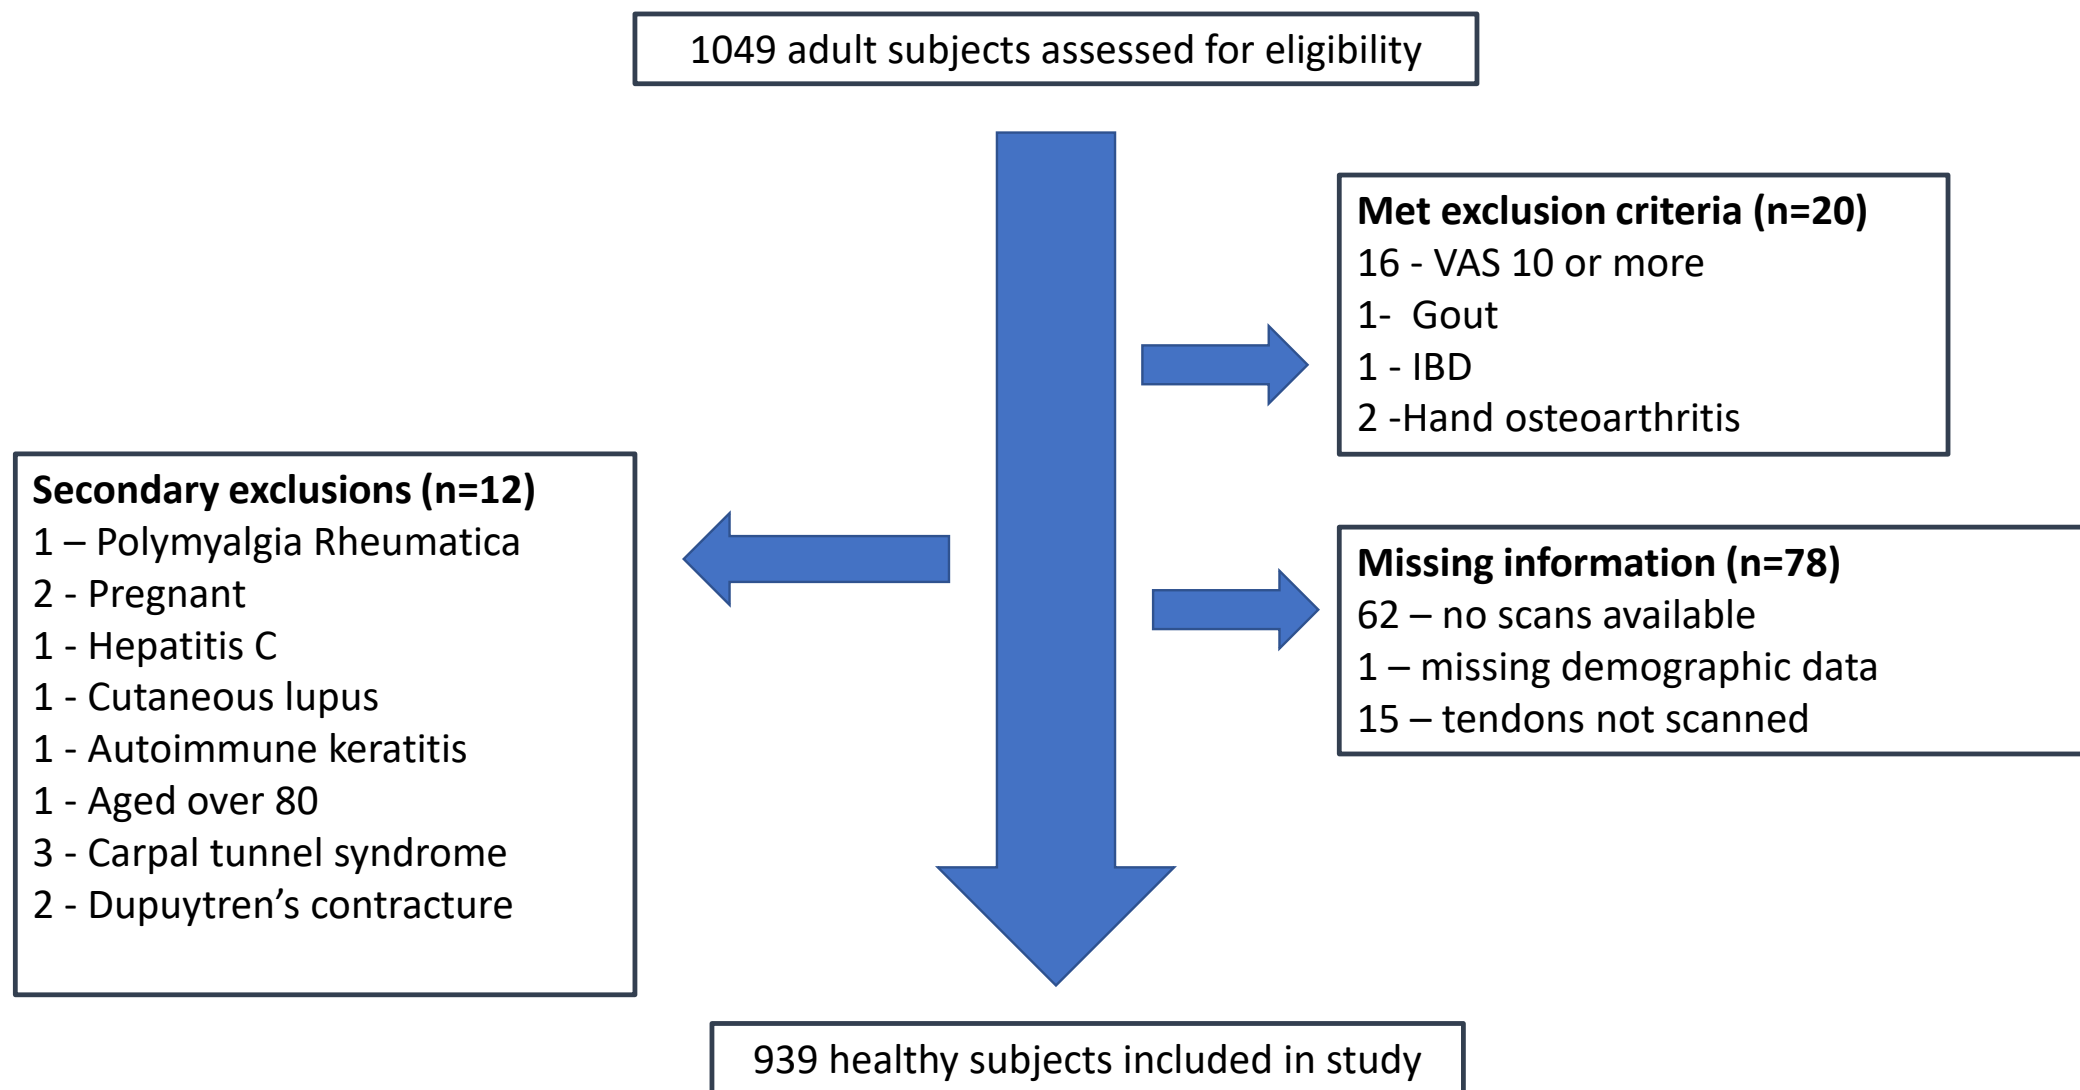 1049 adult subjects assessed for eligibility
Met exclusion criteria (n=20)
16 - VAS 10 or more
1-  Gout
1 - IBD
2 -Hand osteoarthritis
Secondary exclusions (n=12)
1 – Polymyalgia Rheumatica
2 - Pregnant
1 - Hepatitis C
1 - Cutaneous lupus
1 - Autoimmune keratitis
1 - Aged over 80
3 - Carpal tunnel syndrome
2 - Dupuytren’s contracture
Missing information (n=78)
62 – no scans available
1 – missing demographic data
15 – tendons not scanned
939 healthy subjects included in study